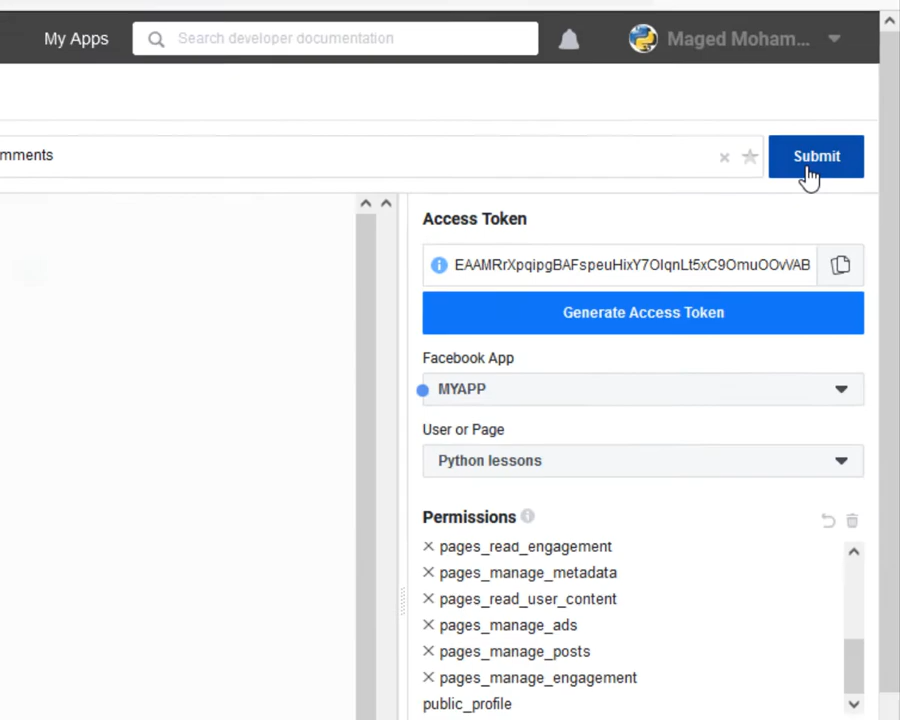 My Apps
Search developer documentation
Maged Moham...
mments
Submit
Access Token
EAAMRrXpqipgBAFspeuHixY7OIqnLt5xC9OmuOOvVAB
Generate Access Token
Facebook App
MYAPP
User or Page
Python lessons
Permissions
pages_read_engagement
pages_manage_metadata
pages_read_user_content
pages_manage_ads
pages_manage_posts
pages_manage_engagement
public_profile